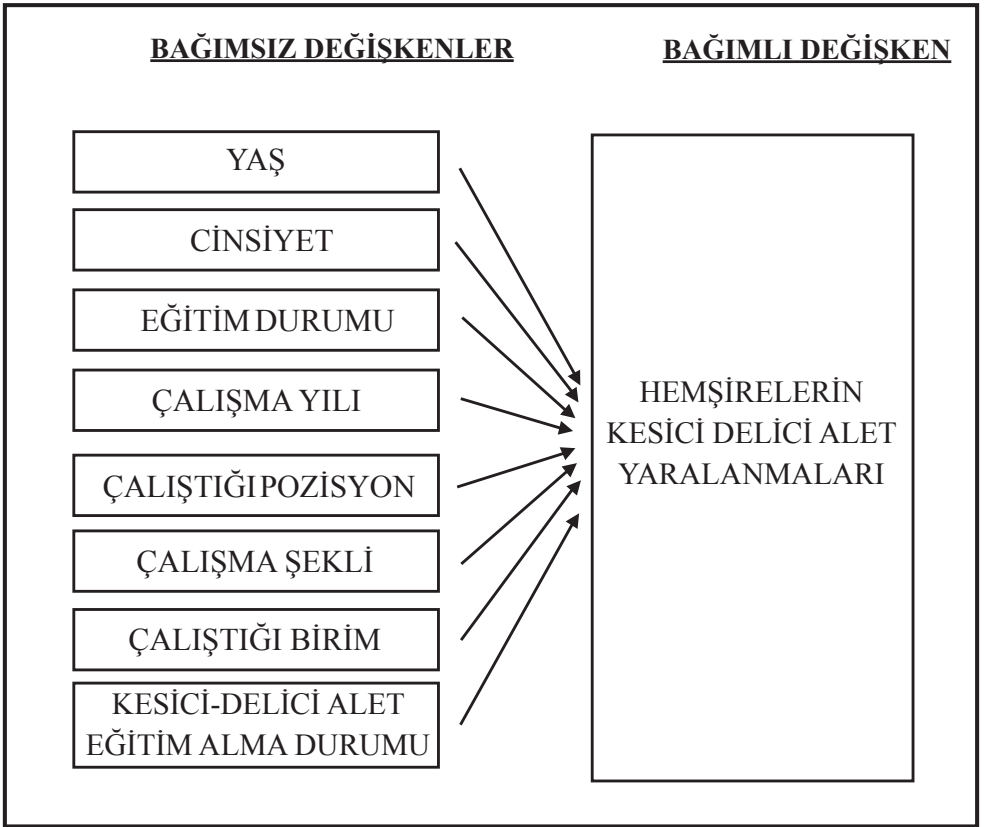 BAĞIMSIZ DEĞİŞKENLER
BAĞIMLI DEĞİŞKEN
YAŞ
CİNSİYET
EĞİTİM DURUMU
ÇALIŞMA YILI
ÇALIŞTIĞI POZİSYON
ÇALIŞMA ŞEKLİ
ÇALIŞTIĞI BİRİM
KESİCİ-DELİCİ ALET
EĞİTİM ALMA DURUMU
HEMŞİRELERİN
KESİCİ DELİCİ ALET
YARALANMALARI